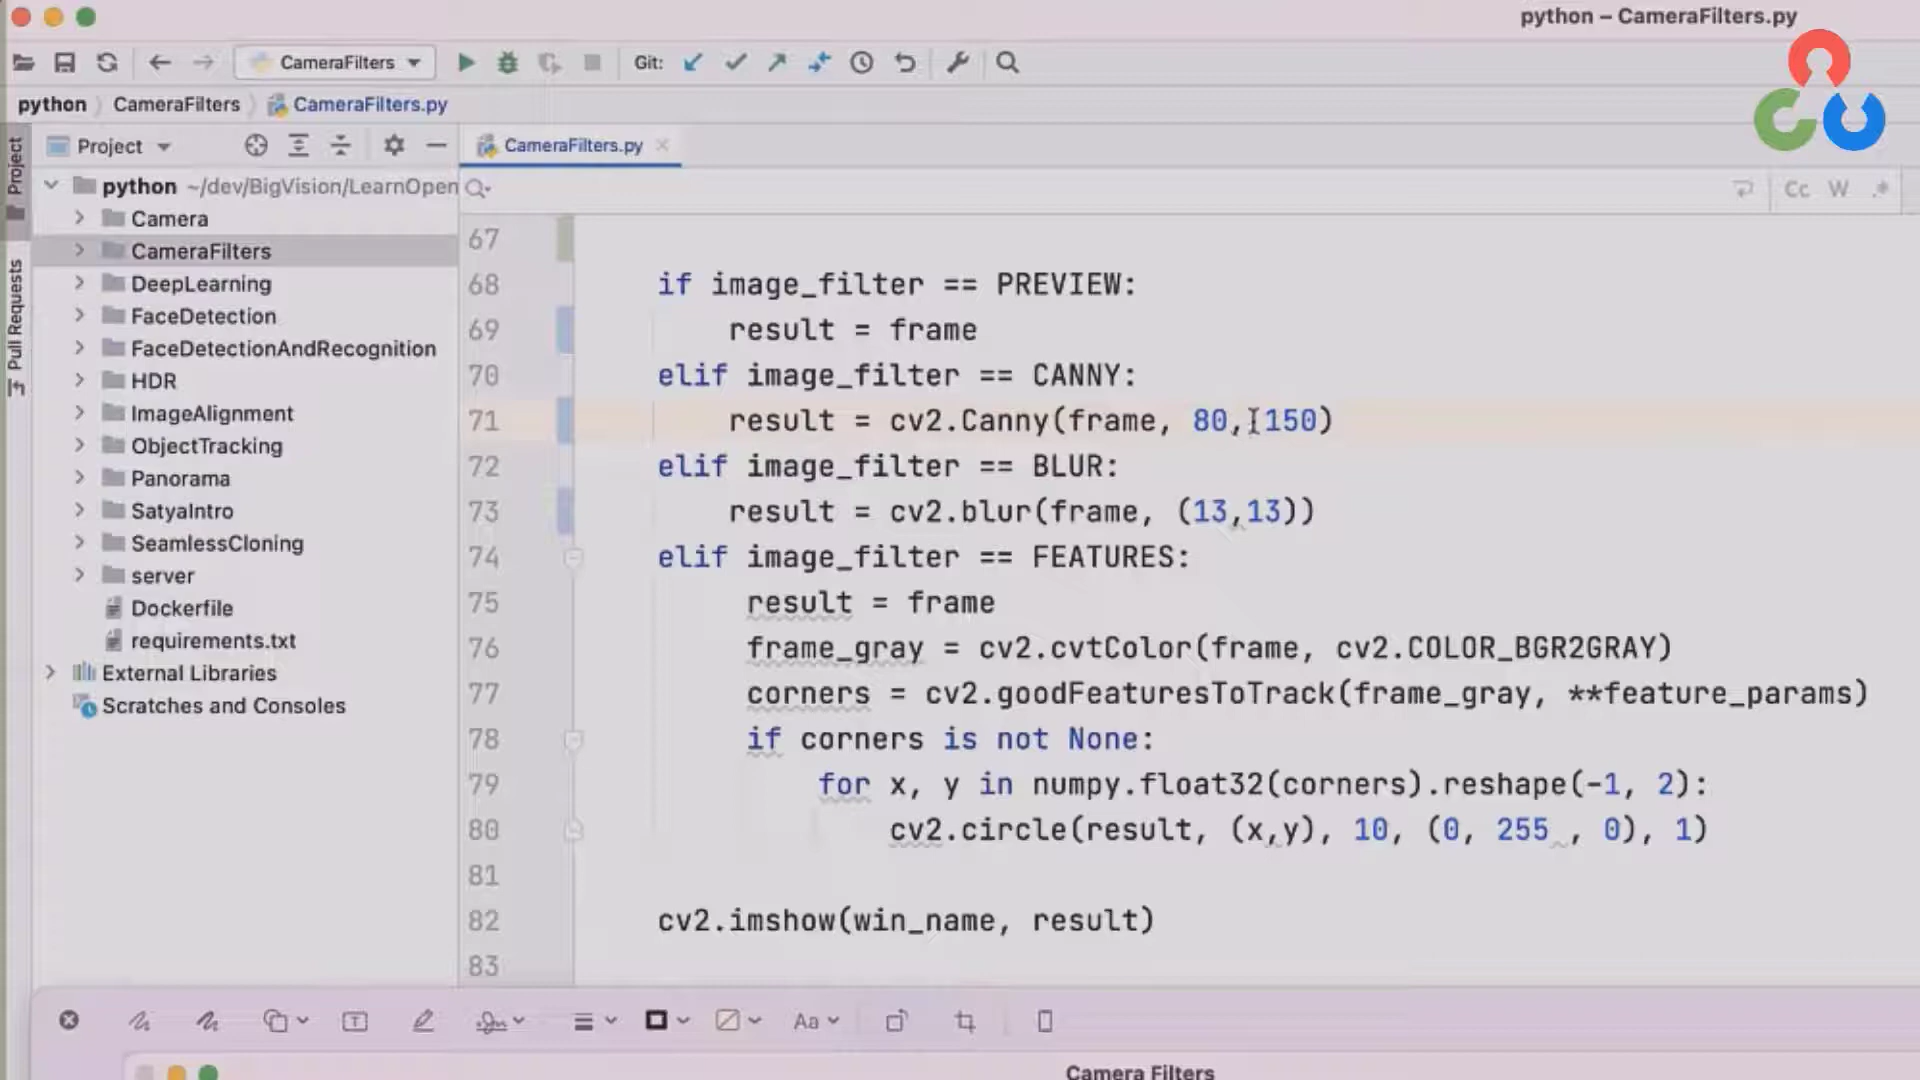 python – CameraFilters.py
CameraFilters
Git:
python
CameraFilters
CameraFilters.py
Project
CameraFilters.py
Project
Pull Requests
python ~/dev/BigVision/LearnOpen
Cc W .*
Camera
CameraFilters
DeepLearning
FaceDetection
FaceDetectionAndRecognition
HDR
ImageAlignment
ObjectTracking
Panorama
SatyaIntro
SeamlessCloning
server
Dockerfile
requirements.txt
External Libraries
Scratches and Consoles
67
68 if image_filter == PREVIEW:
69 result = frame
70 elif image_filter == CANNY:
71 result = cv2.Canny(frame, 80, 150)
72 elif image_filter == BLUR:
73 result = cv2.blur(frame, (13,13))
74 elif image_filter == FEATURES:
75 result = frame
76 frame_gray = cv2.cvtColor(frame, cv2.COLOR_BGR2GRAY)
77 corners = cv2.goodFeaturesToTrack(frame_gray, **feature_params)
78 if corners is not None:
79 for x, y in numpy.float32(corners).reshape(-1, 2):
80 cv2.circle(result, (x,y), 10, (0, 255 , 0), 1)
81
82 cv2.imshow(win_name, result)
83
T
Aa
Camera Filters